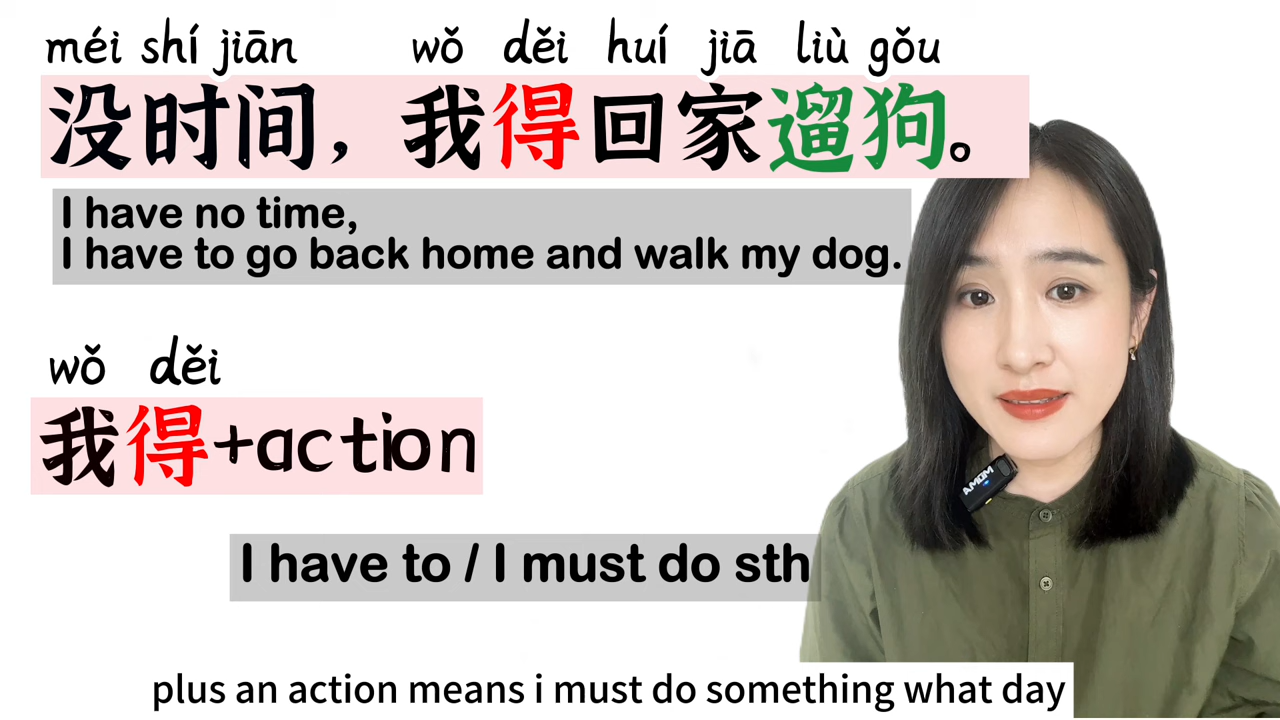 méi shí jiān wǒ děi huí jiā liù gǒu
没时间，我得回家遛狗。
I have no time,
I have to go back home and walk my dog.
wǒ děi
我得+action
MOMA
I have to / I must do sth
plus an action means i must do something what day